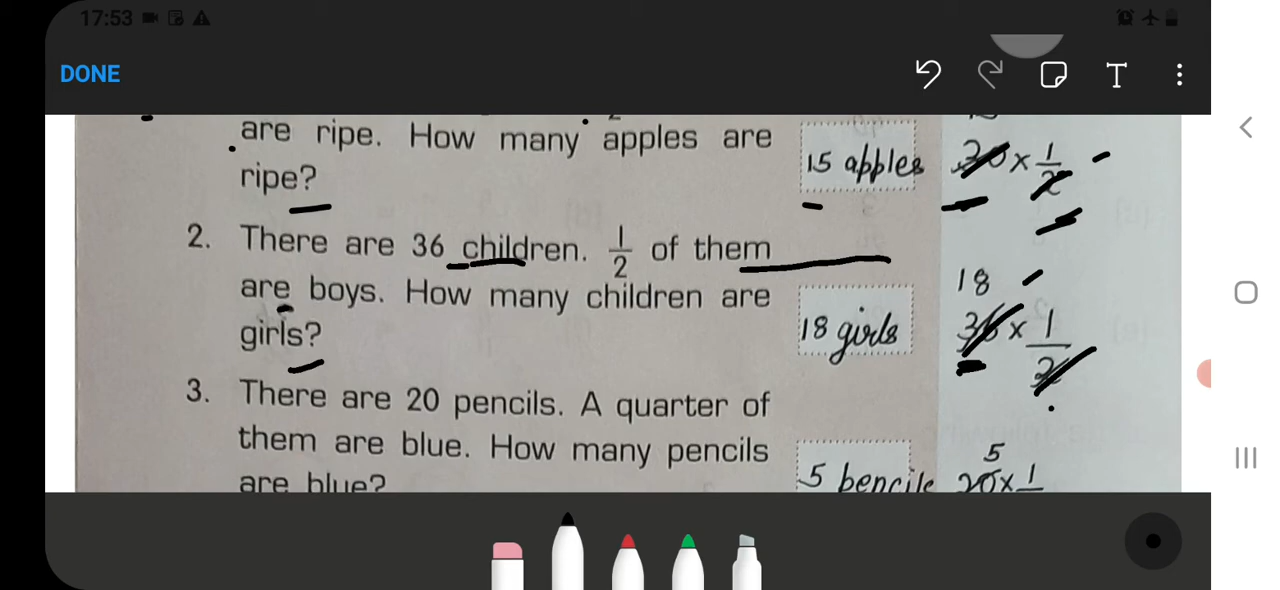 17:53
DONE
T
are ripe. How many apples are
ripe?
15 apples
30 × 1/2
2. There are 36 children. 1/2 of them
are boys. How many children are
girls?
18 girls
18
36 × 1/2
3. There are 20 pencils. A quarter of
them are blue. How many pencils
are blue?
5 pencils
5
20 × 1